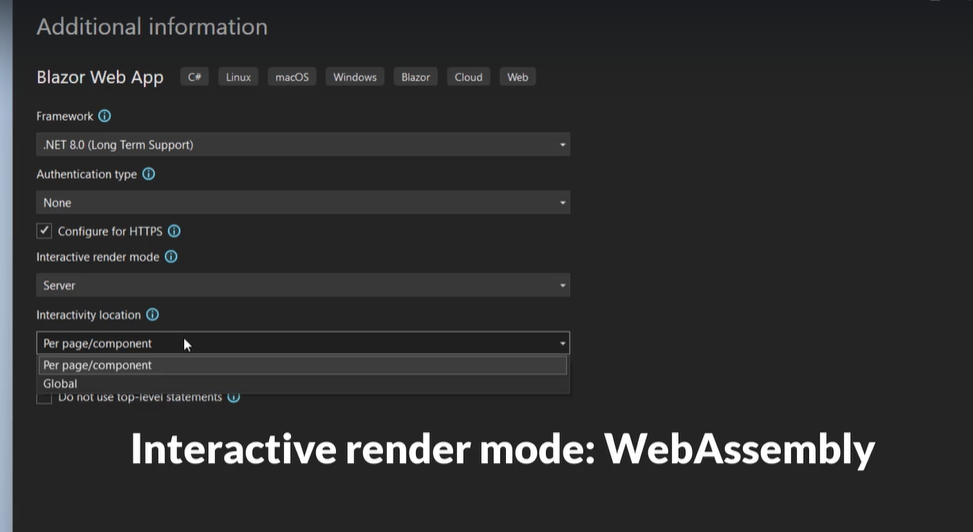 Additional information
Blazor Web App C# Linux macOS Windows Blazor Cloud Web
Framework
.NET 8.0 (Long Term Support)
Authentication type
None
Configure for HTTPS
Interactive render mode
Server
Interactivity location
Per page/component
Per page/component
Global
Do not use top-level statements
Interactive render mode: WebAssembly